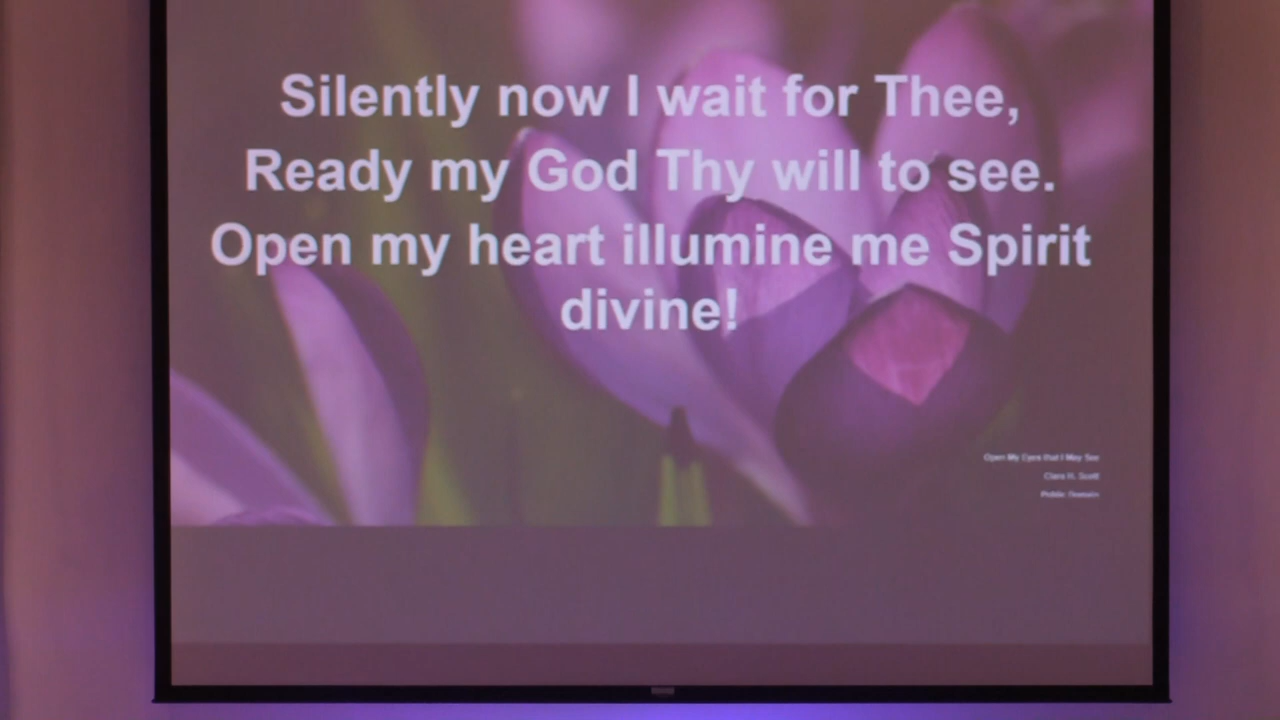 Silently now I wait for Thee,
Ready my God Thy will to see.
Open my heart illumine me Spirit
divine!
Open My Eyes that I May See
Clara H. Scott
Public Domain